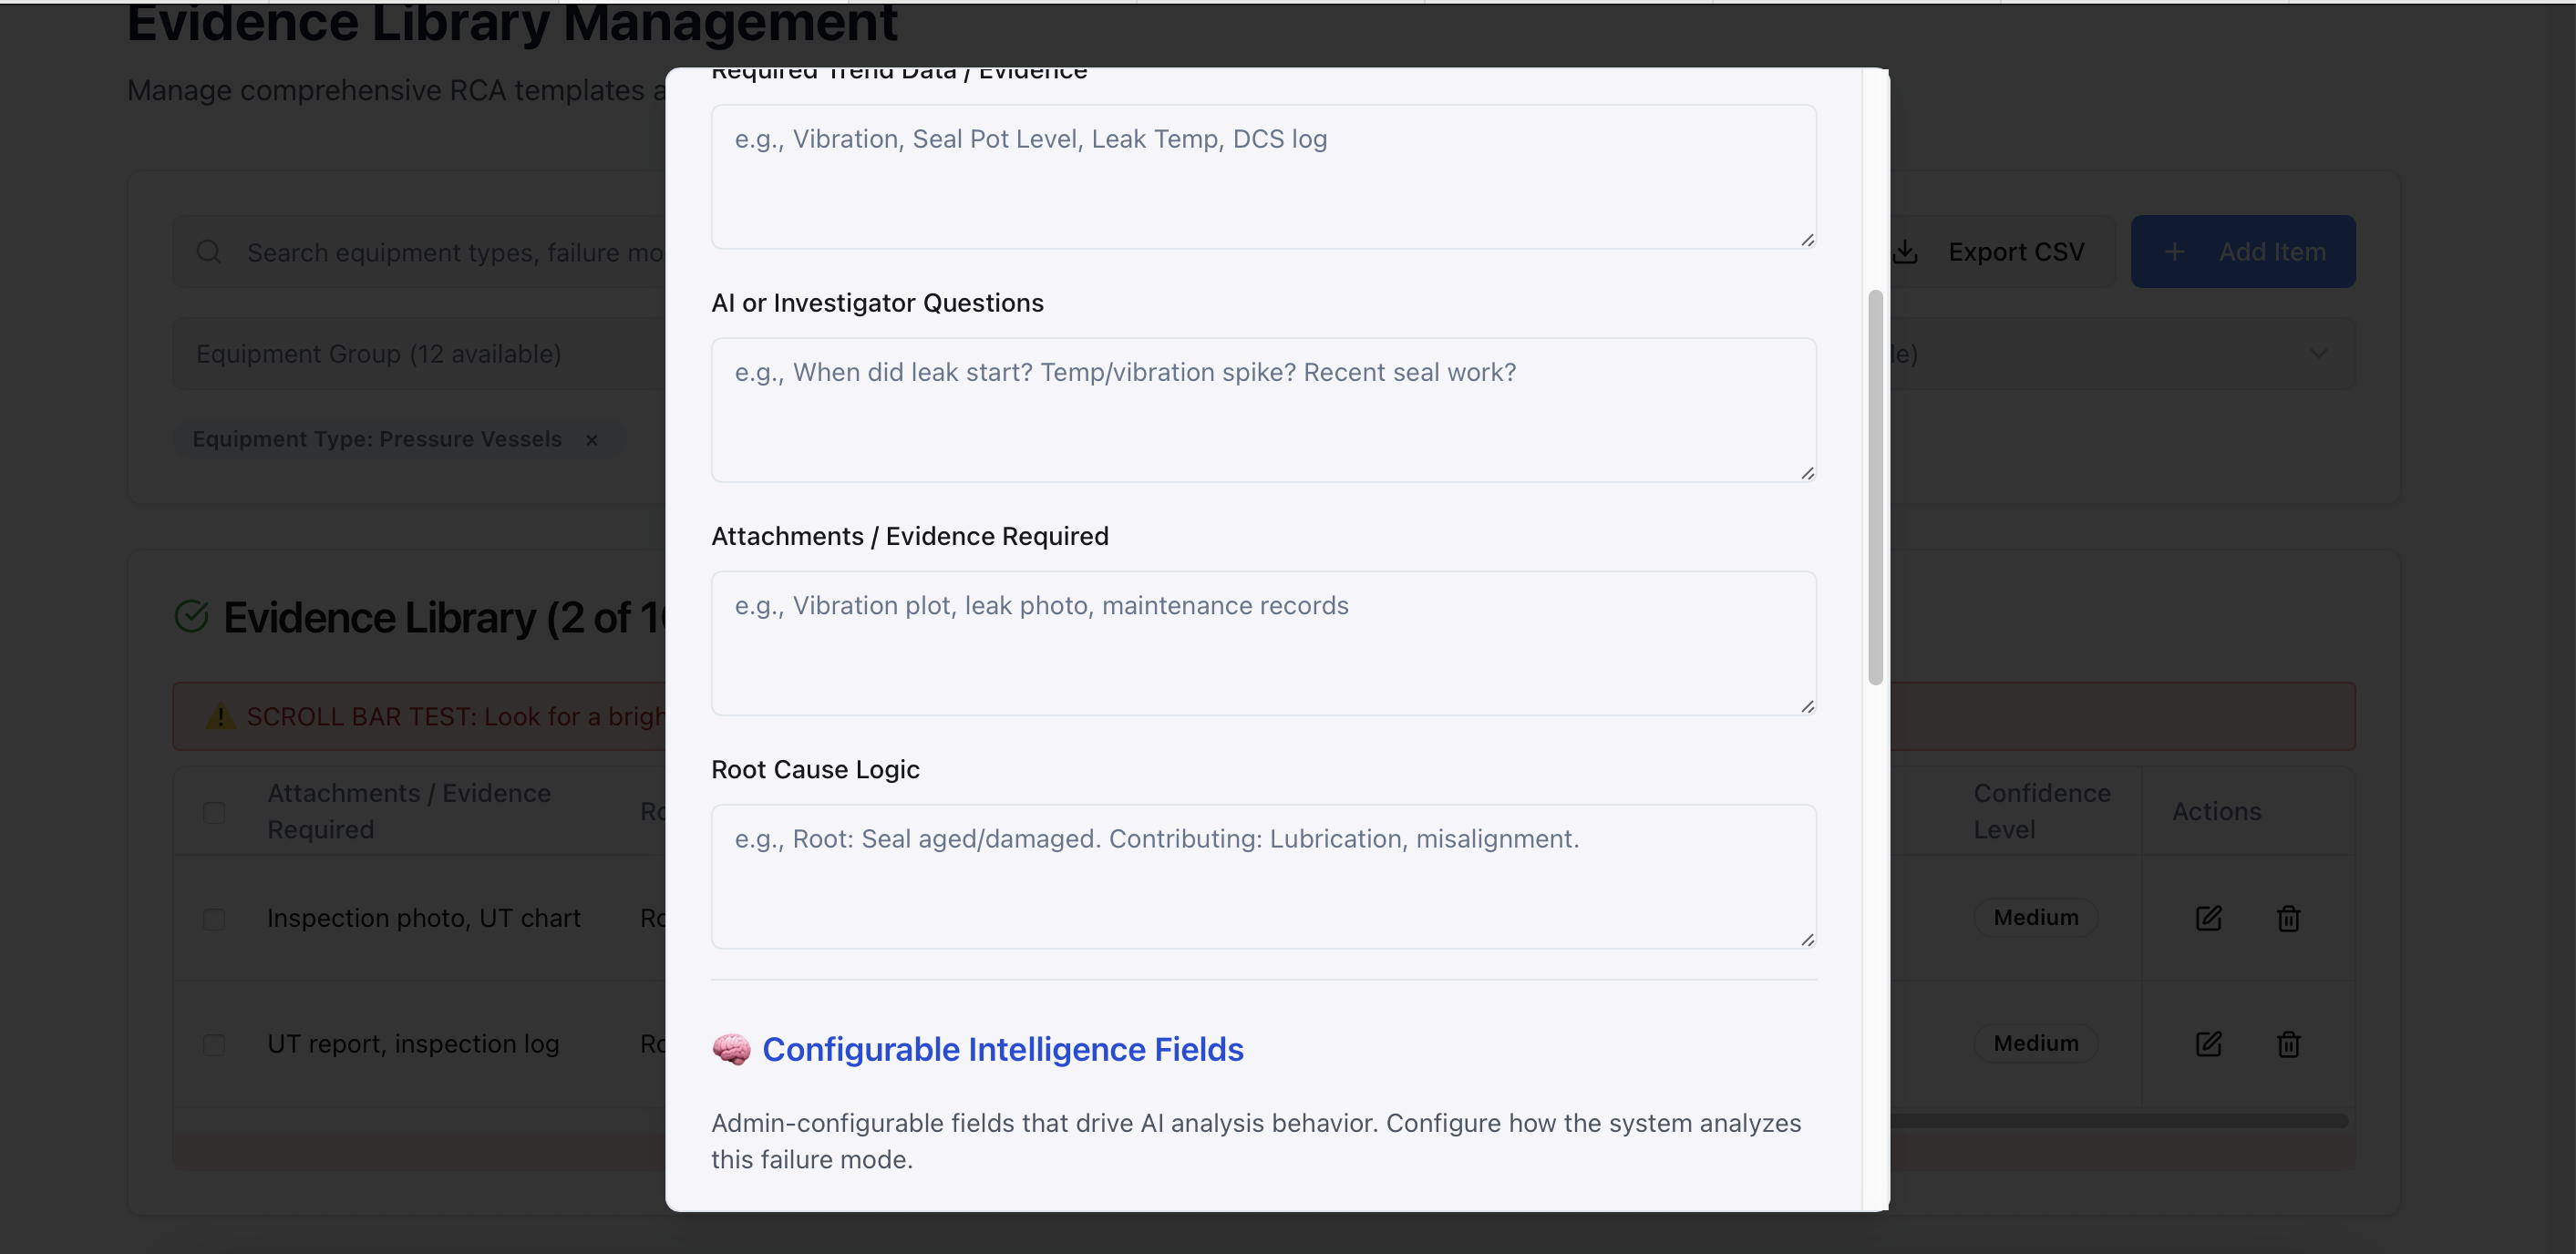 Evidence Library Management
Manage comprehensive RCA templates a
Search equipment types, failure mo
Export CSV
Add Item
Equipment Group (12 available)
le)
Equipment Type: Pressure Vessels ×
Evidence Library (2 of 1
SCROLL BAR TEST: Look for a brigh
Attachments / Evidence
Required
Confidence
Level
Actions
Inspection photo, UT chart
Medium
UT report, inspection log
Medium
Required Trend Data / Evidence
e.g., Vibration, Seal Pot Level, Leak Temp, DCS log
AI or Investigator Questions
e.g., When did leak start? Temp/vibration spike? Recent seal work?
Attachments / Evidence Required
e.g., Vibration plot, leak photo, maintenance records
Root Cause Logic
e.g., Root: Seal aged/damaged. Contributing: Lubrication, misalignment.
🧠 Configurable Intelligence Fields
Admin-configurable fields that drive AI analysis behavior. Configure how the system analyzes
this failure mode.